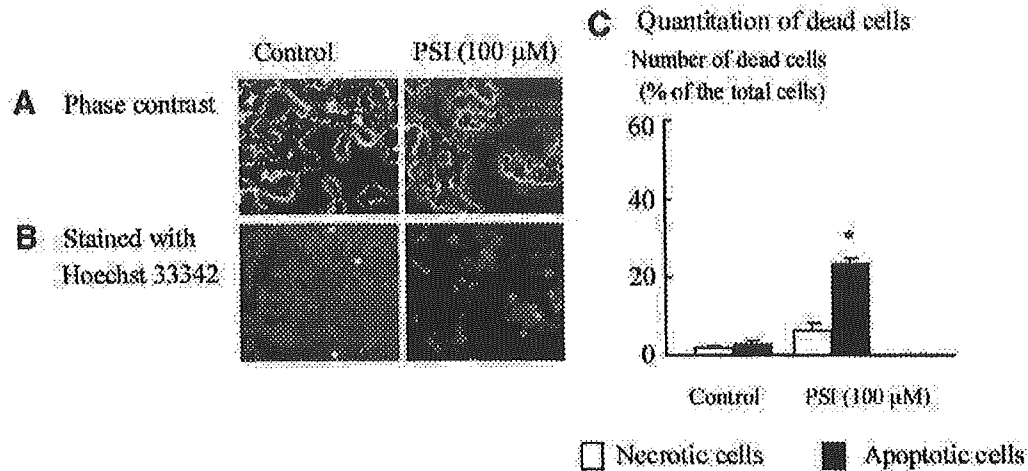 Control PSI (100 μM)
A Phase contrast
B Stained with
Hoechst 33342
C Quantitation of dead cells
Number of dead cells
(% of the total cells)
60
40
20
0
*
Control PSI (100 μM)
Necrotic cells Apoptotic cells